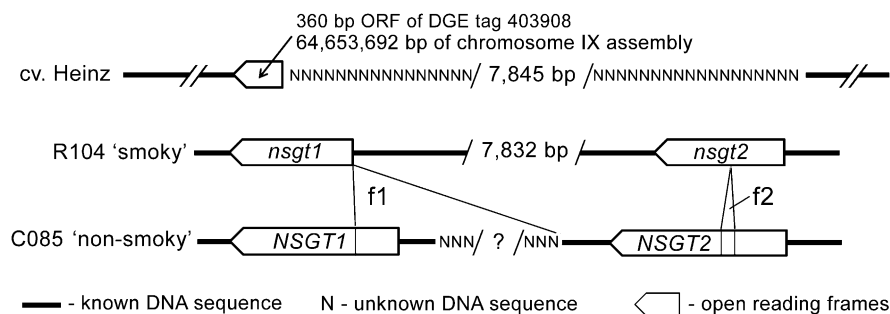 360 bp ORF of DGE tag 403908
64,653,692 bp of chromosome IX assembly
cv. Heinz NNNNNNNNNNNNNNNN/ 7,845 bp /NNNNNNNNNNNNNNNNNN
R104 ‘smoky’ nsgt1 7,832 bp nsgt2
f1 f2
C085 ‘non-smoky’ NSGT1 NNN/ ? /NNN NSGT2
- known DNA sequence N - unknown DNA sequence - open reading frames